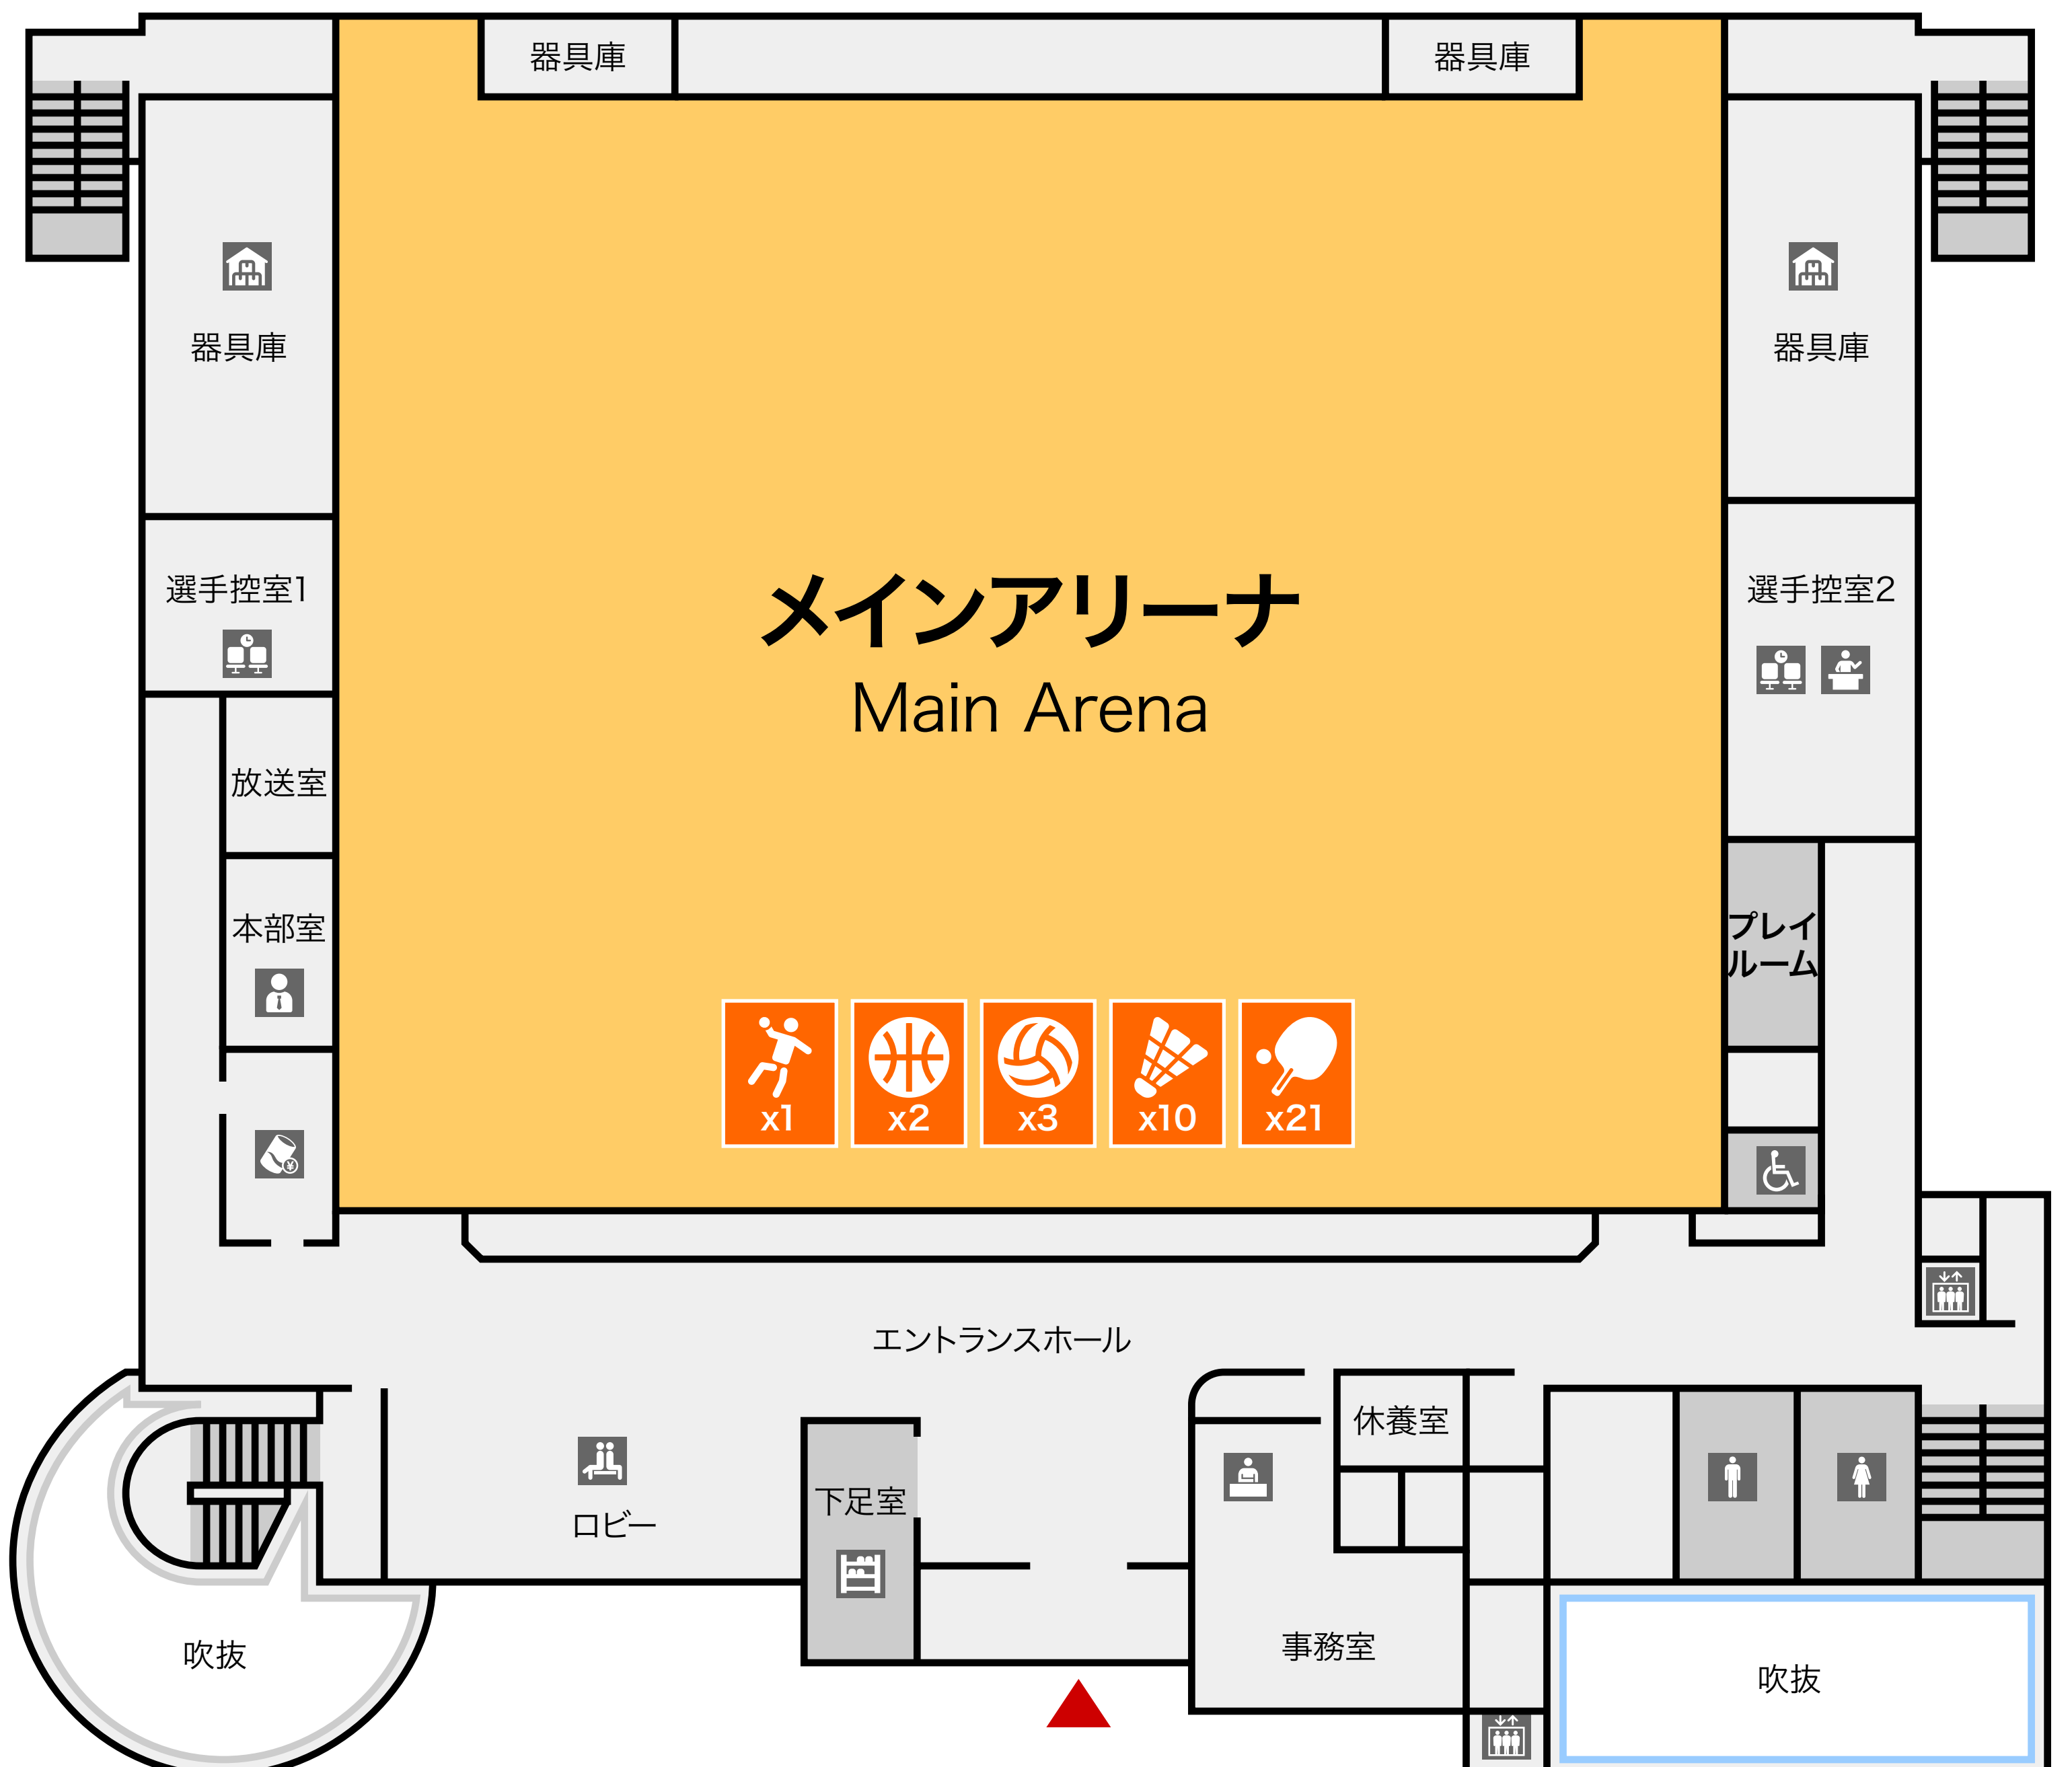 器具庫
器具庫
器具庫
器具庫
選手控室1
メインアリーナ
選手控室2
Main Arena
放送室
本部室
プレイ
ルーム
x1
x2
x3
x10
x21
¥
エントランスホール
休養室
下足室
ロビー
事務室
吹抜
吹抜